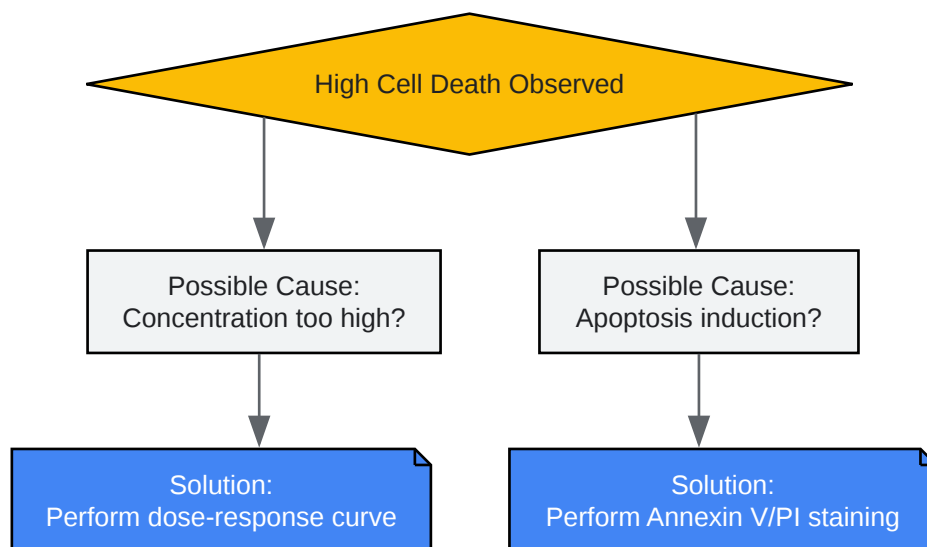 High Cell Death Observed
Possible Cause:
Concentration too high?
Possible Cause:
Apoptosis induction?
Solution:
Perform dose-response curve
Solution:
Perform Annexin V/PI staining